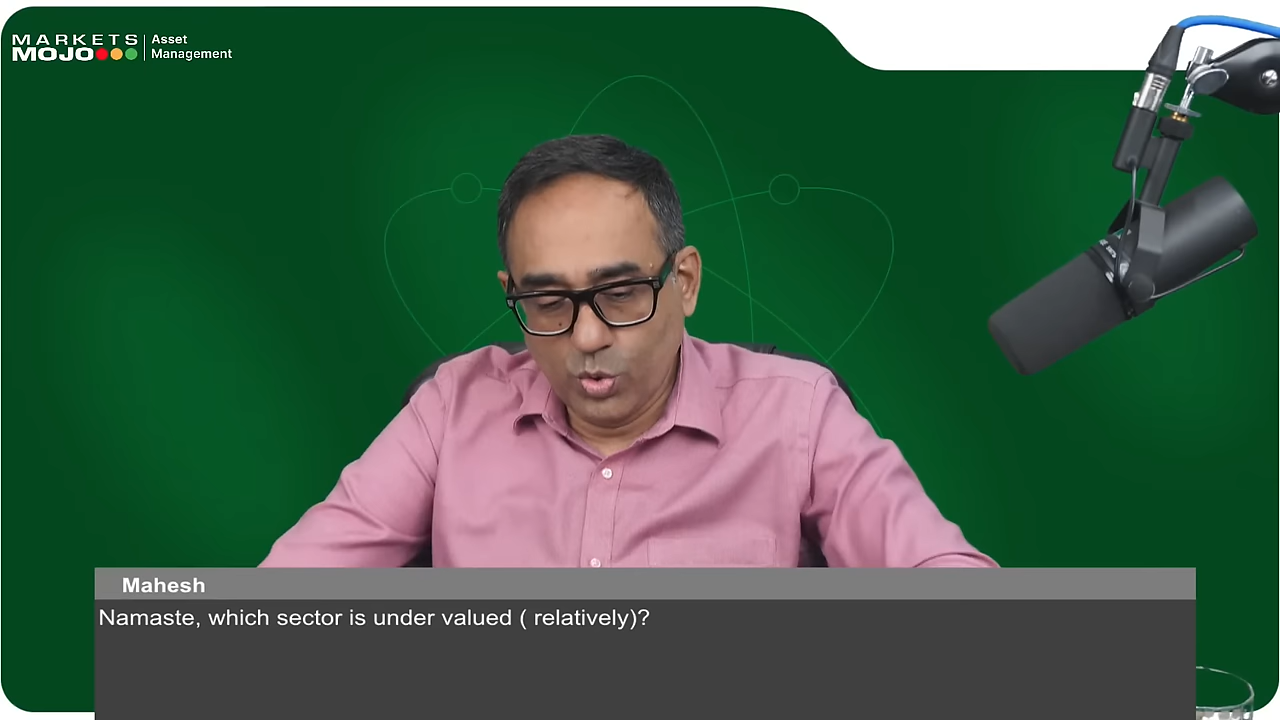 MARKETS
MOJO
Asset
Management
Mahesh
Namaste, which sector is under valued ( relatively)?